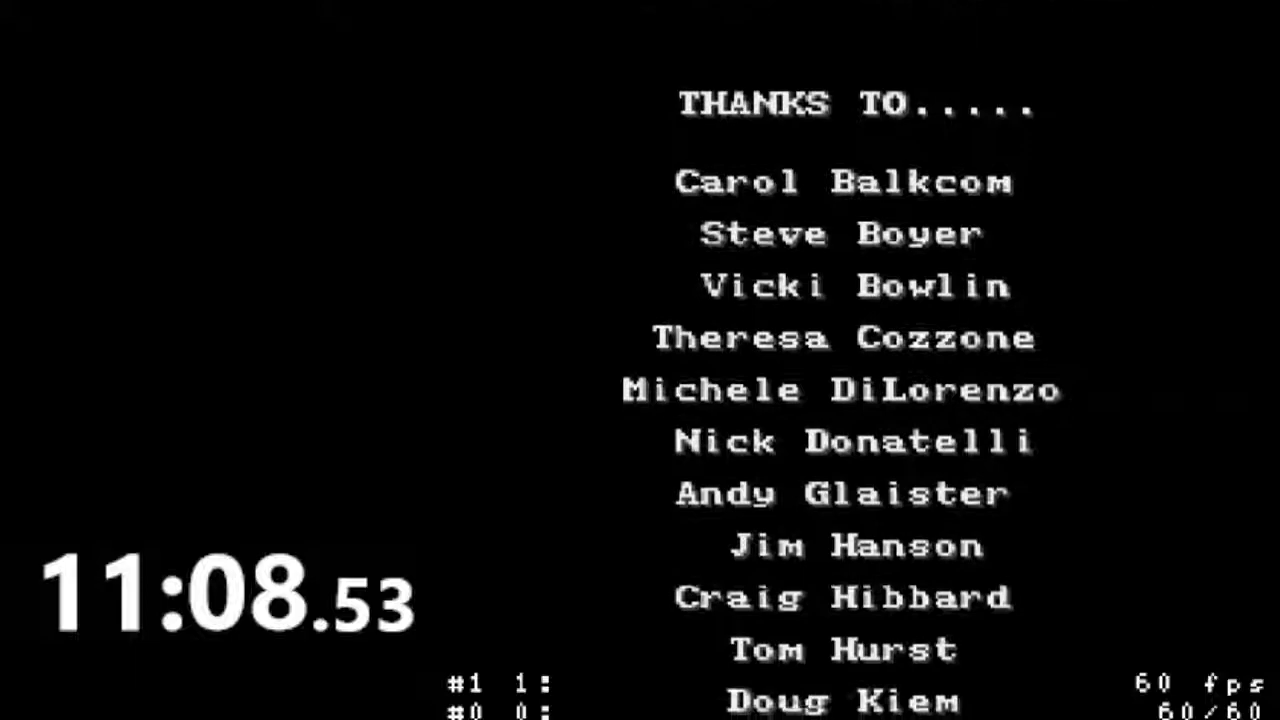 THANKS TO.....
Carol Balkcom
Steve Boyer
Vicki Bowlin
Theresa Cozzone
Michele DiLorenzo
Nick Donatelli
Andy Glaister
Jim Hanson
Craig Hibbard
Tom Hurst
Doug Kiem
11:08.53
#1 1:
#0 0:
60 fps
60/60